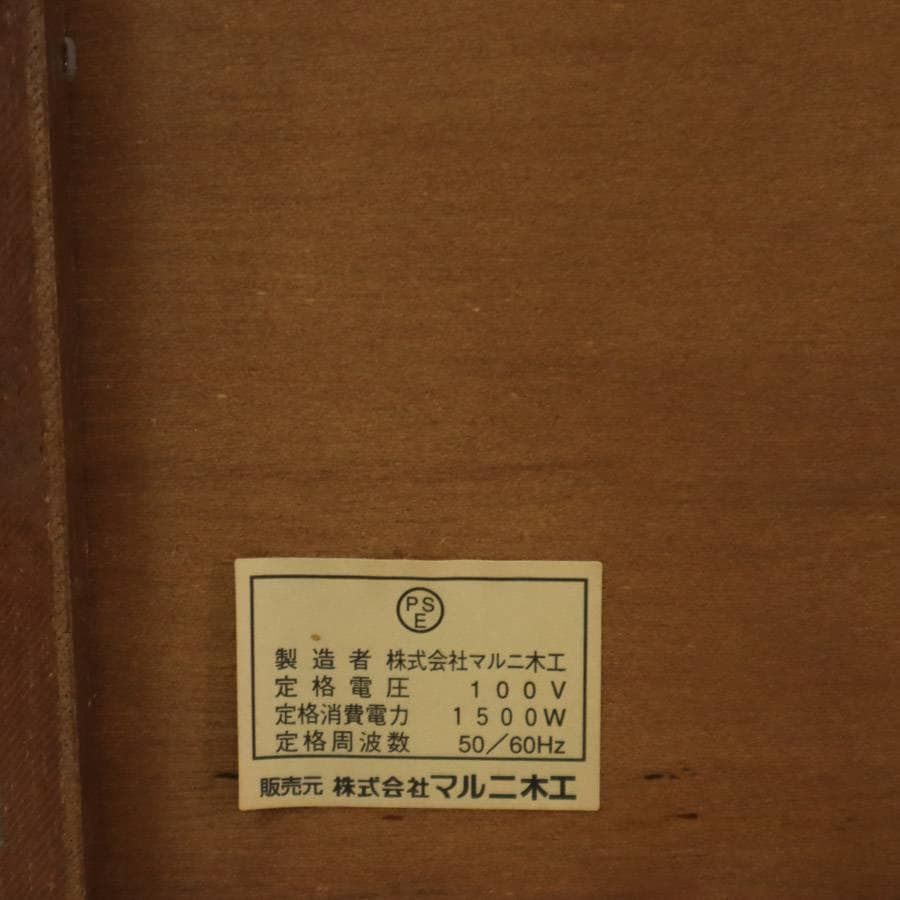 PS
E
製造者 株式会社マルニ木工
定格電圧 100V
定格消費電力 1500W
定格周波数 50/60Hz
販売元 株式会社マルニ木工